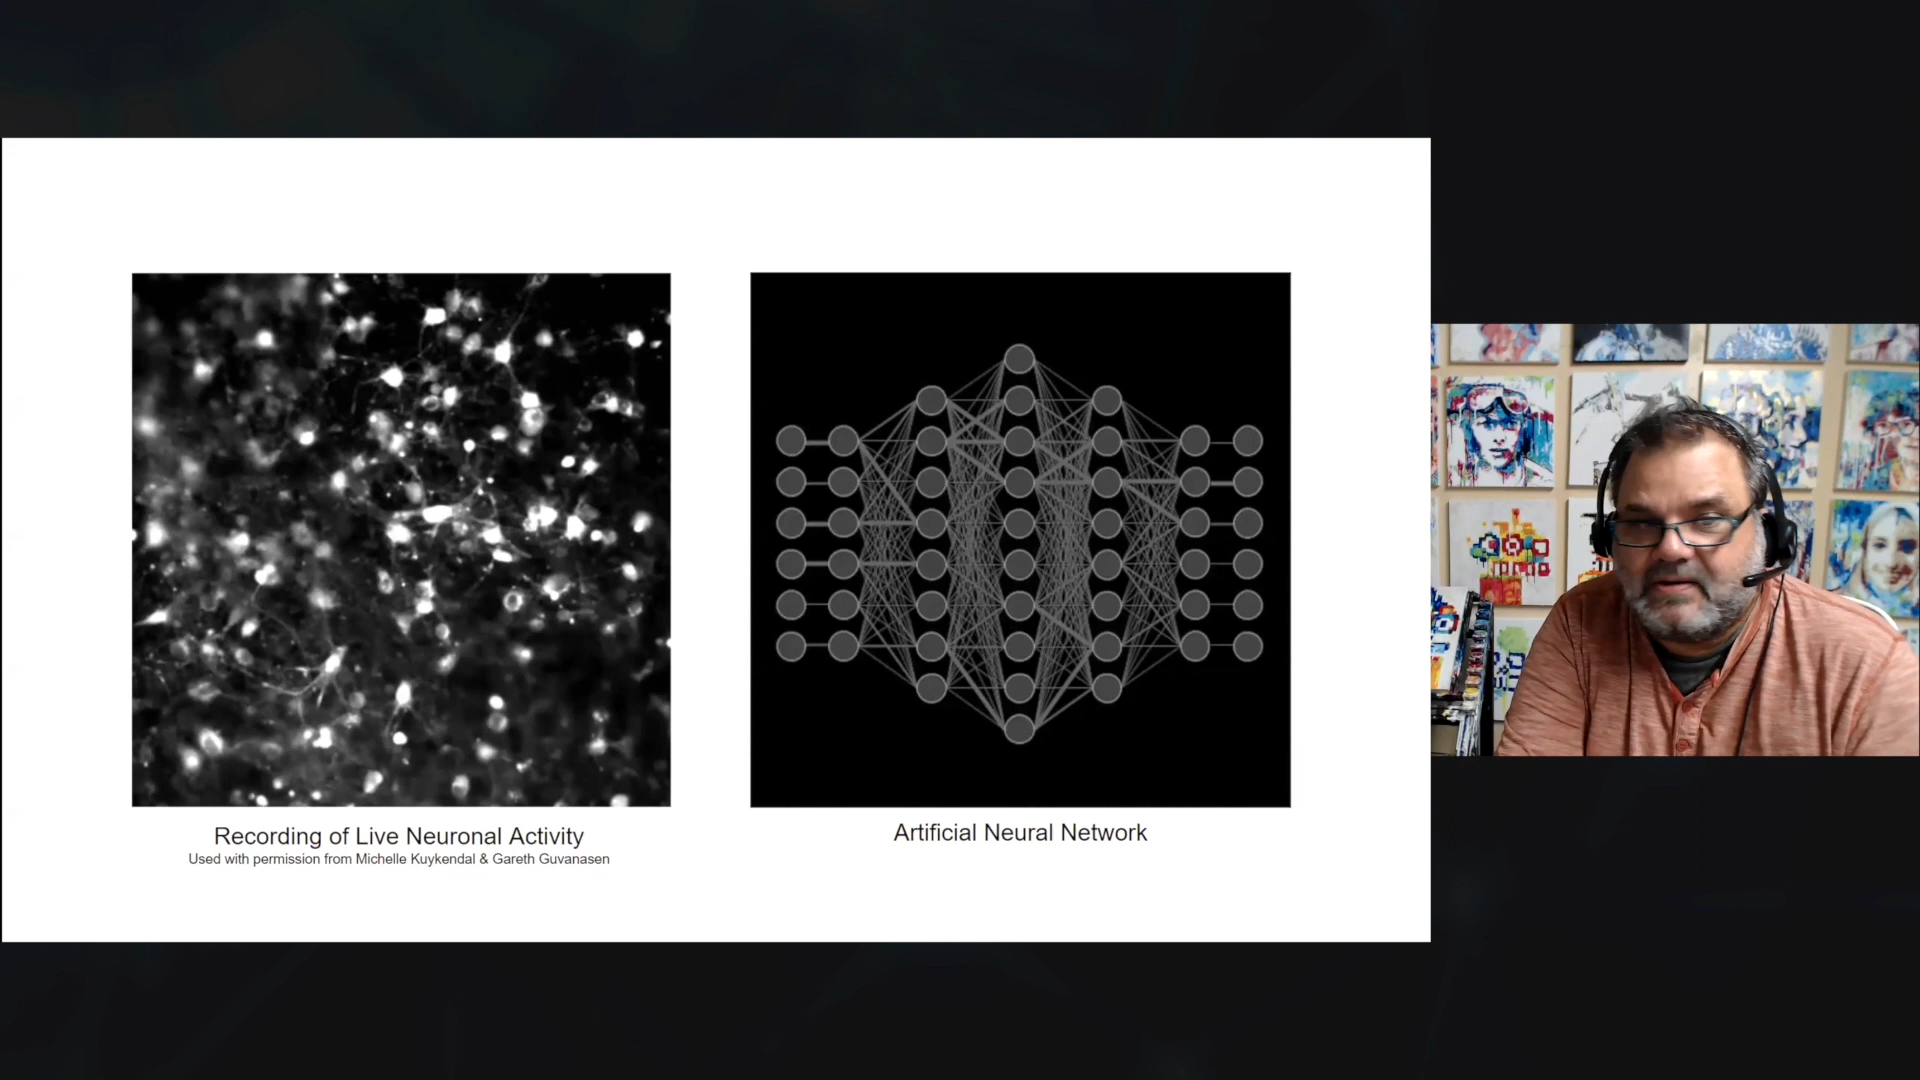 Recording of Live Neuronal Activity
Used with permission from Michelle Kuykendal & Gareth Guvanasen
Artificial Neural Network